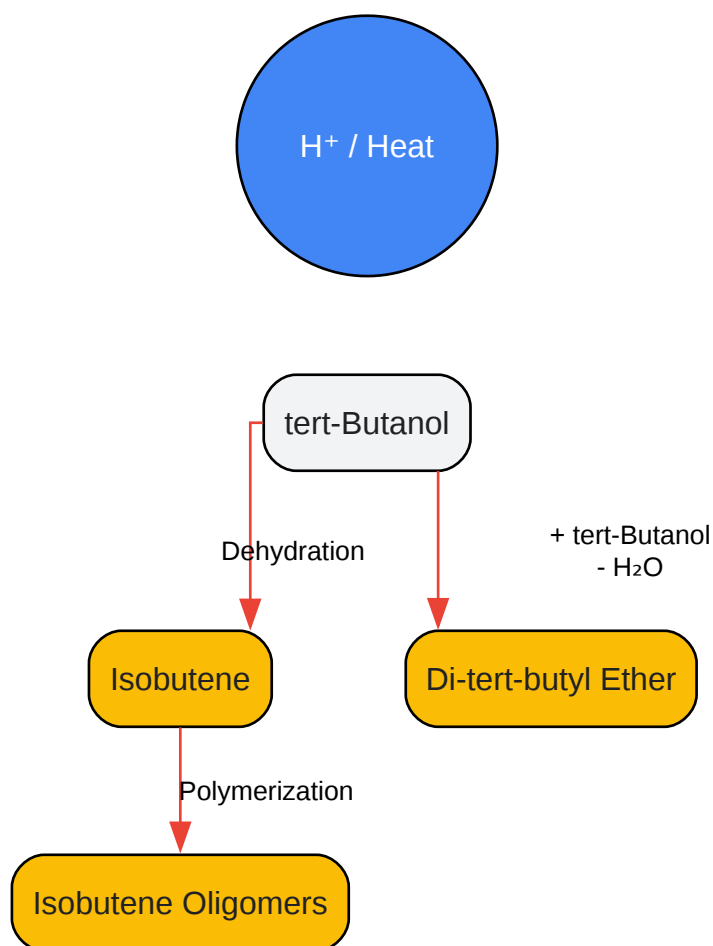 H⁺ / Heat
tert-Butanol
Dehydration
+ tert-Butanol
- H₂O
Isobutene
Di-tert-butyl Ether
Polymerization
Isobutene Oligomers